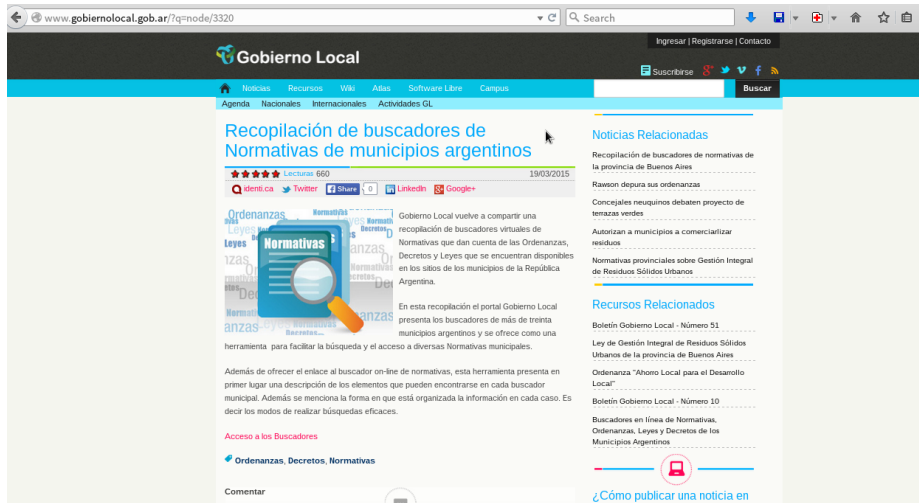 www.gobiernolocal.gob.ar/?q=node/3320
Search
Gobierno Local
Ingresar | Registrarse | Contacto
Suscribirse
Noticias Recursos Wiki Atlas Software Libre Campus
Buscar
Agenda Nacionales Internacionales Actividades GL
Recopilación de buscadores de
Normativas de municipios argentinos
Lecturas 660
19/03/2015
identi.ca Twitter Share 0 LinkedIn Google+
Ordenanzas
Leyes
Normativas
Gobierno Local vuelve a compartir una
recopilación de buscadores virtuales de
Normativas que dan cuenta de las Ordenanzas,
Decretos y Leyes que se encuentran disponibles
en los sitios de los municipios de la República
Argentina.
En esta recopilación el portal Gobierno Local
presenta los buscadores de más de treinta
municipios argentinos y se ofrece como una
herramienta para facilitar la búsqueda y el acceso a diversas Normativas municipales.
Además de ofrecer el enlace al buscador on-line de normativas, esta herramienta presenta en
primer lugar una descripción de los elementos que pueden encontrarse en cada buscador
municipal. Además se menciona la forma en que está organizada la información en cada caso. Es
decir los modos de realizar búsquedas eficaces.
Acceso a los Buscadores
Ordenanzas, Decretos, Normativas
Comentar
Noticias Relacionadas
Recopilación de buscadores de normativas de
la provincia de Buenos Aires
Rawson depura sus ordenanzas
Concejales neuquinos debaten proyecto de
terrazas verdes
Autorizan a municipios a comerciarlizar
residuos
Normativas provinciales sobre Gestión Integral
de Residuos Sólidos Urbanos
Recursos Relacionados
Boletín Gobierno Local - Número 51
Ley de Gestión Integral de Residuos Sólidos
Urbanos de la provincia de Buenos Aires
Ordenanza "Ahorro Local para el Desarrollo
Local"
Boletín Gobierno Local - Número 10
Buscadores en línea de Normativas,
Ordenanzas, Leyes y Decretos de los
Municipios Argentinos
¿Cómo publicar una noticia en